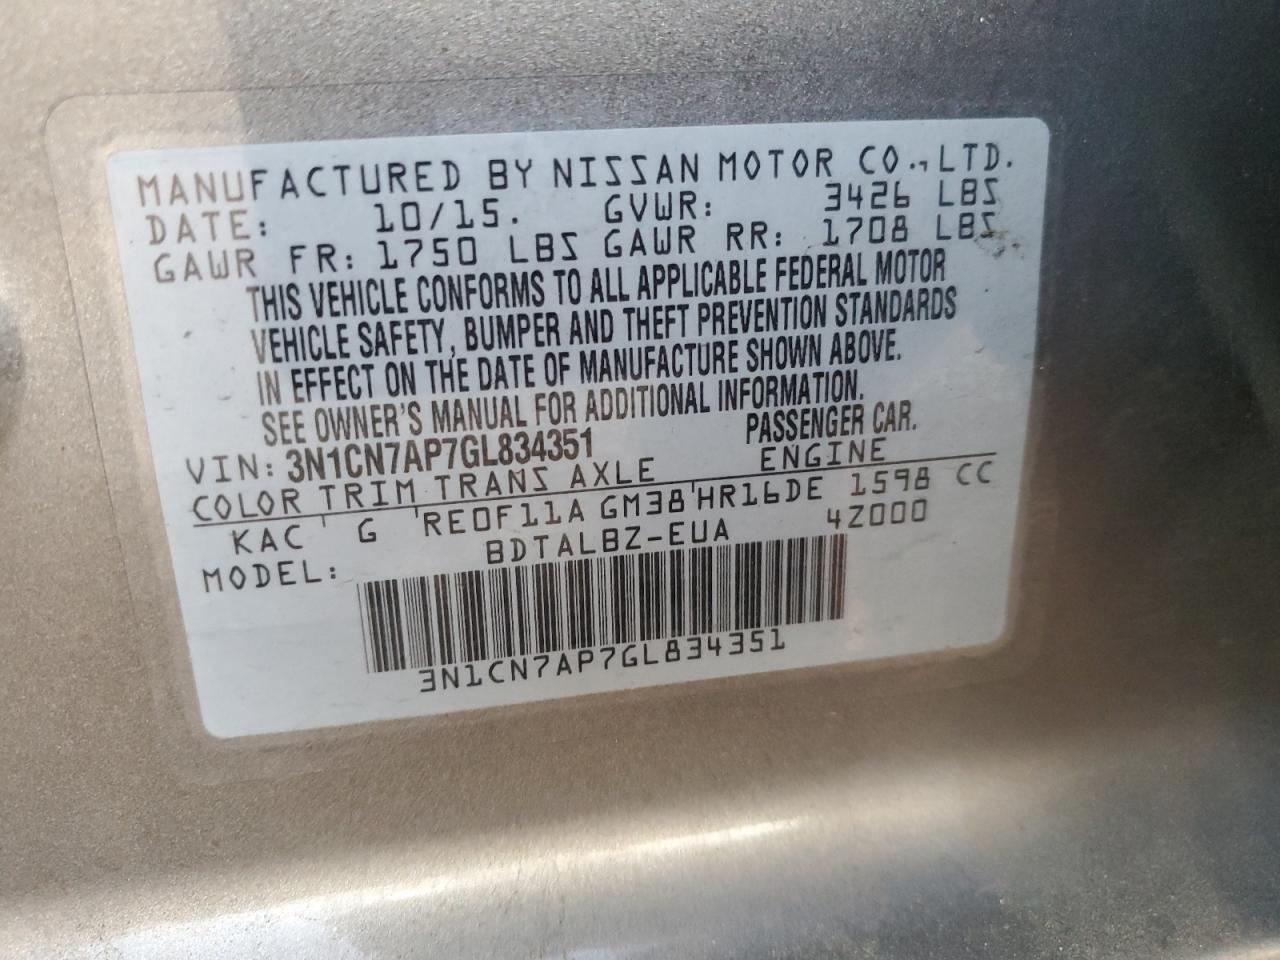 MANUFACTURED BY NISSAN MOTOR CO.,LTD.
DATE: 10/15. GVWR: 3426 LBS
GAWR FR: 1750 LBS GAWR RR: 1708 LBS
THIS VEHICLE CONFORMS TO ALL APPLICABLE FEDERAL MOTOR
VEHICLE SAFETY, BUMPER AND THEFT PREVENTION STANDARDS
IN EFFECT ON THE DATE OF MANUFACTURE SHOWN ABOVE.
SEE OWNER'S MANUAL FOR ADDITIONAL INFORMATION.
VIN: 3N1CN7AP7GL834351 PASSENGER CAR.
COLOR TRIM TRANS AXLE ENGINE
KAC G RE0F11A GM38 HR16DE 1598 CC
MODEL: BDTALBZ-EUA 4Z000
3N1CN7AP7GL834351